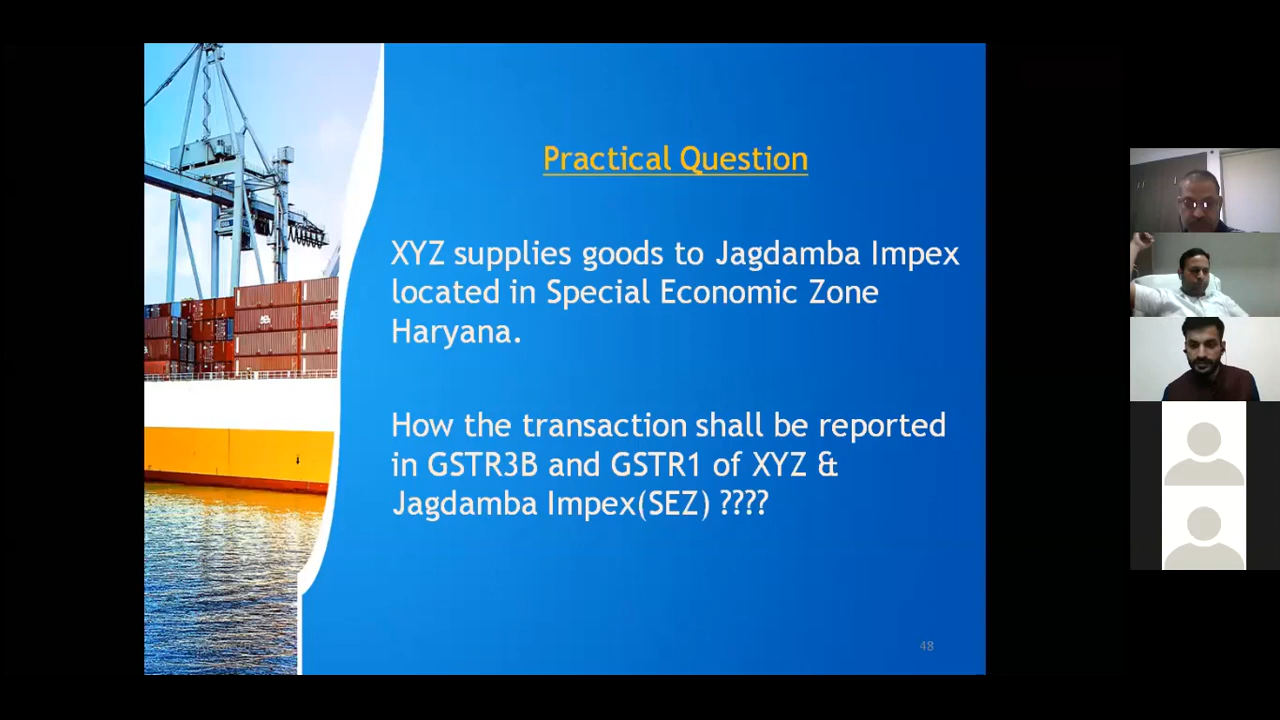 Practical Question
XYZ supplies goods to Jagdamba Impex
located in Special Economic Zone
Haryana.
How the transaction shall be reported
in GSTR3B and GSTR1 of XYZ &
Jagdamba Impex(SEZ) ????
48